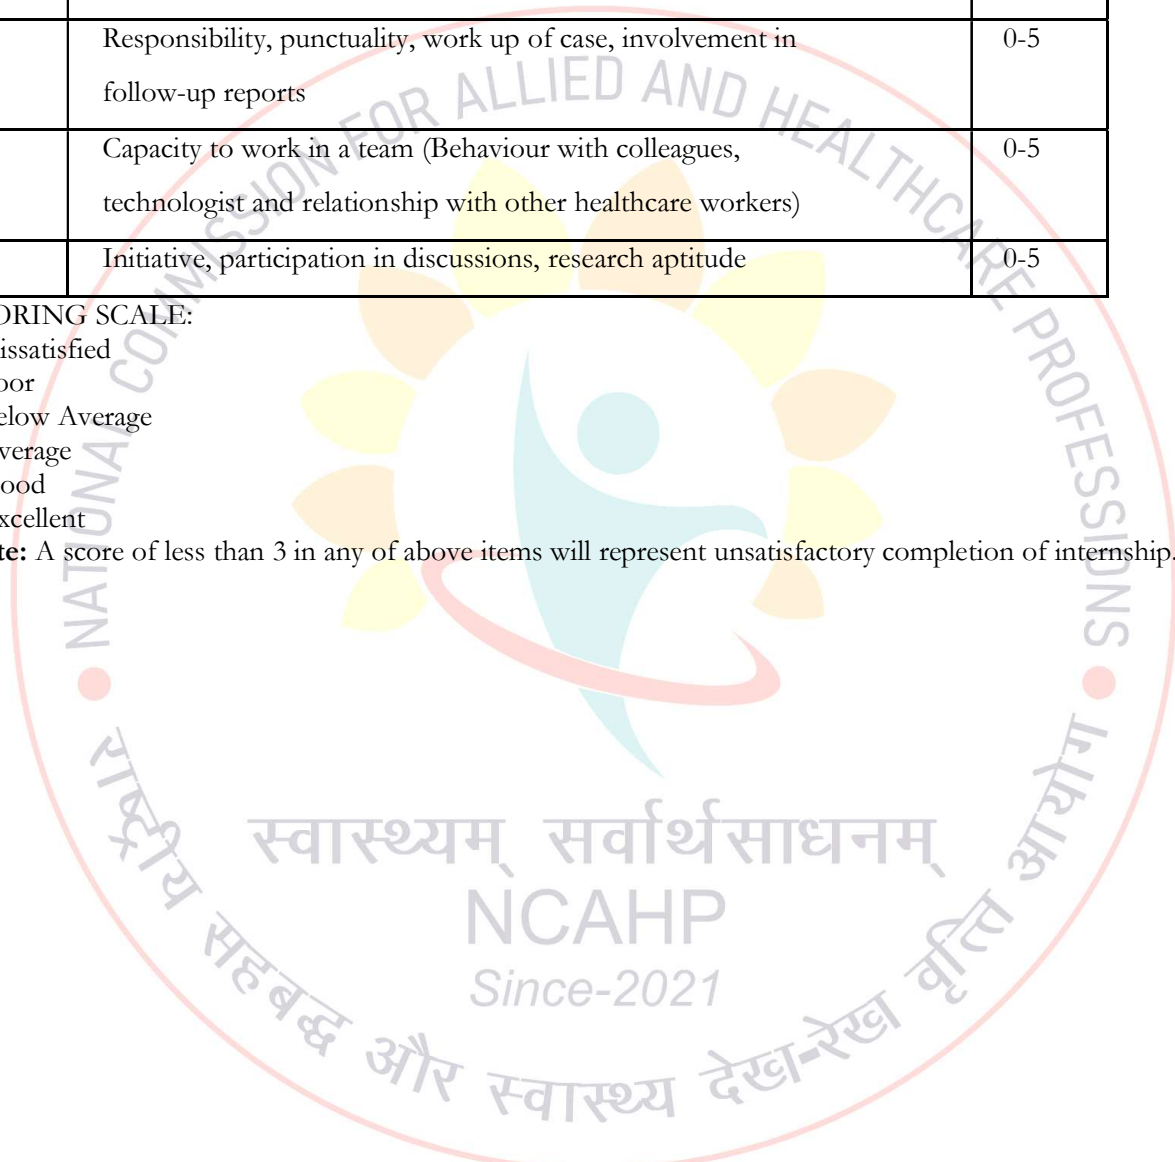 Responsibility, punctuality, work up of case, involvement in 0-5
follow-up reports
Capacity to work in a team (Behaviour with colleagues, 0-5
technologist and relationship with other healthcare workers)
Initiative, participation in discussions, research aptitude 0-5
ORING SCALE:
issatisfied
oor
elow Average
verage
ood
xcellent
te: A score of less than 3 in any of above items will represent unsatisfactory completion of internship.
NATIONAL COMMISSION FOR ALLIED AND HEALTHCARE PROFESSIONS
स्वास्थ्यम् सर्वार्थसाधनम्
NCAHP
Since-2021
राष्ट्रीय सहबद्ध और स्वास्थ्य देख-रेख वृत्ति आयोग